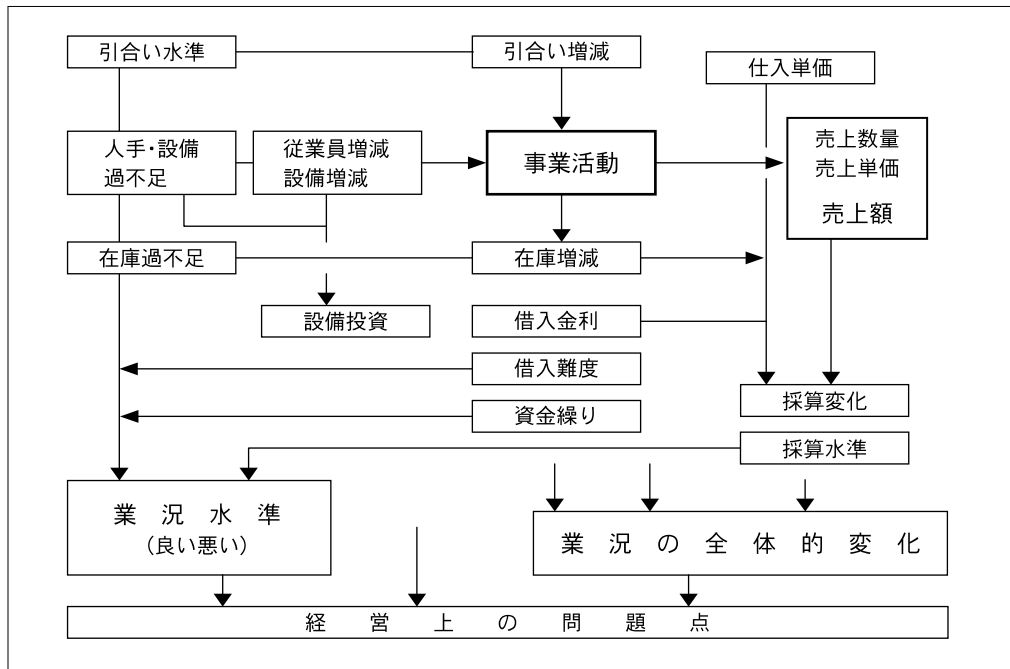 引合い水準
引合い増減
仕入単価
人手・設備
過不足
従業員増減
設備増減
事業活動
売上数量
売上単価
売上額
在庫過不足
在庫増減
設備投資
借入金利
借入難度
採算変化
資金繰り
採算水準
業況水準
(良い悪い)
業況の全体的変化
経営上の問題点